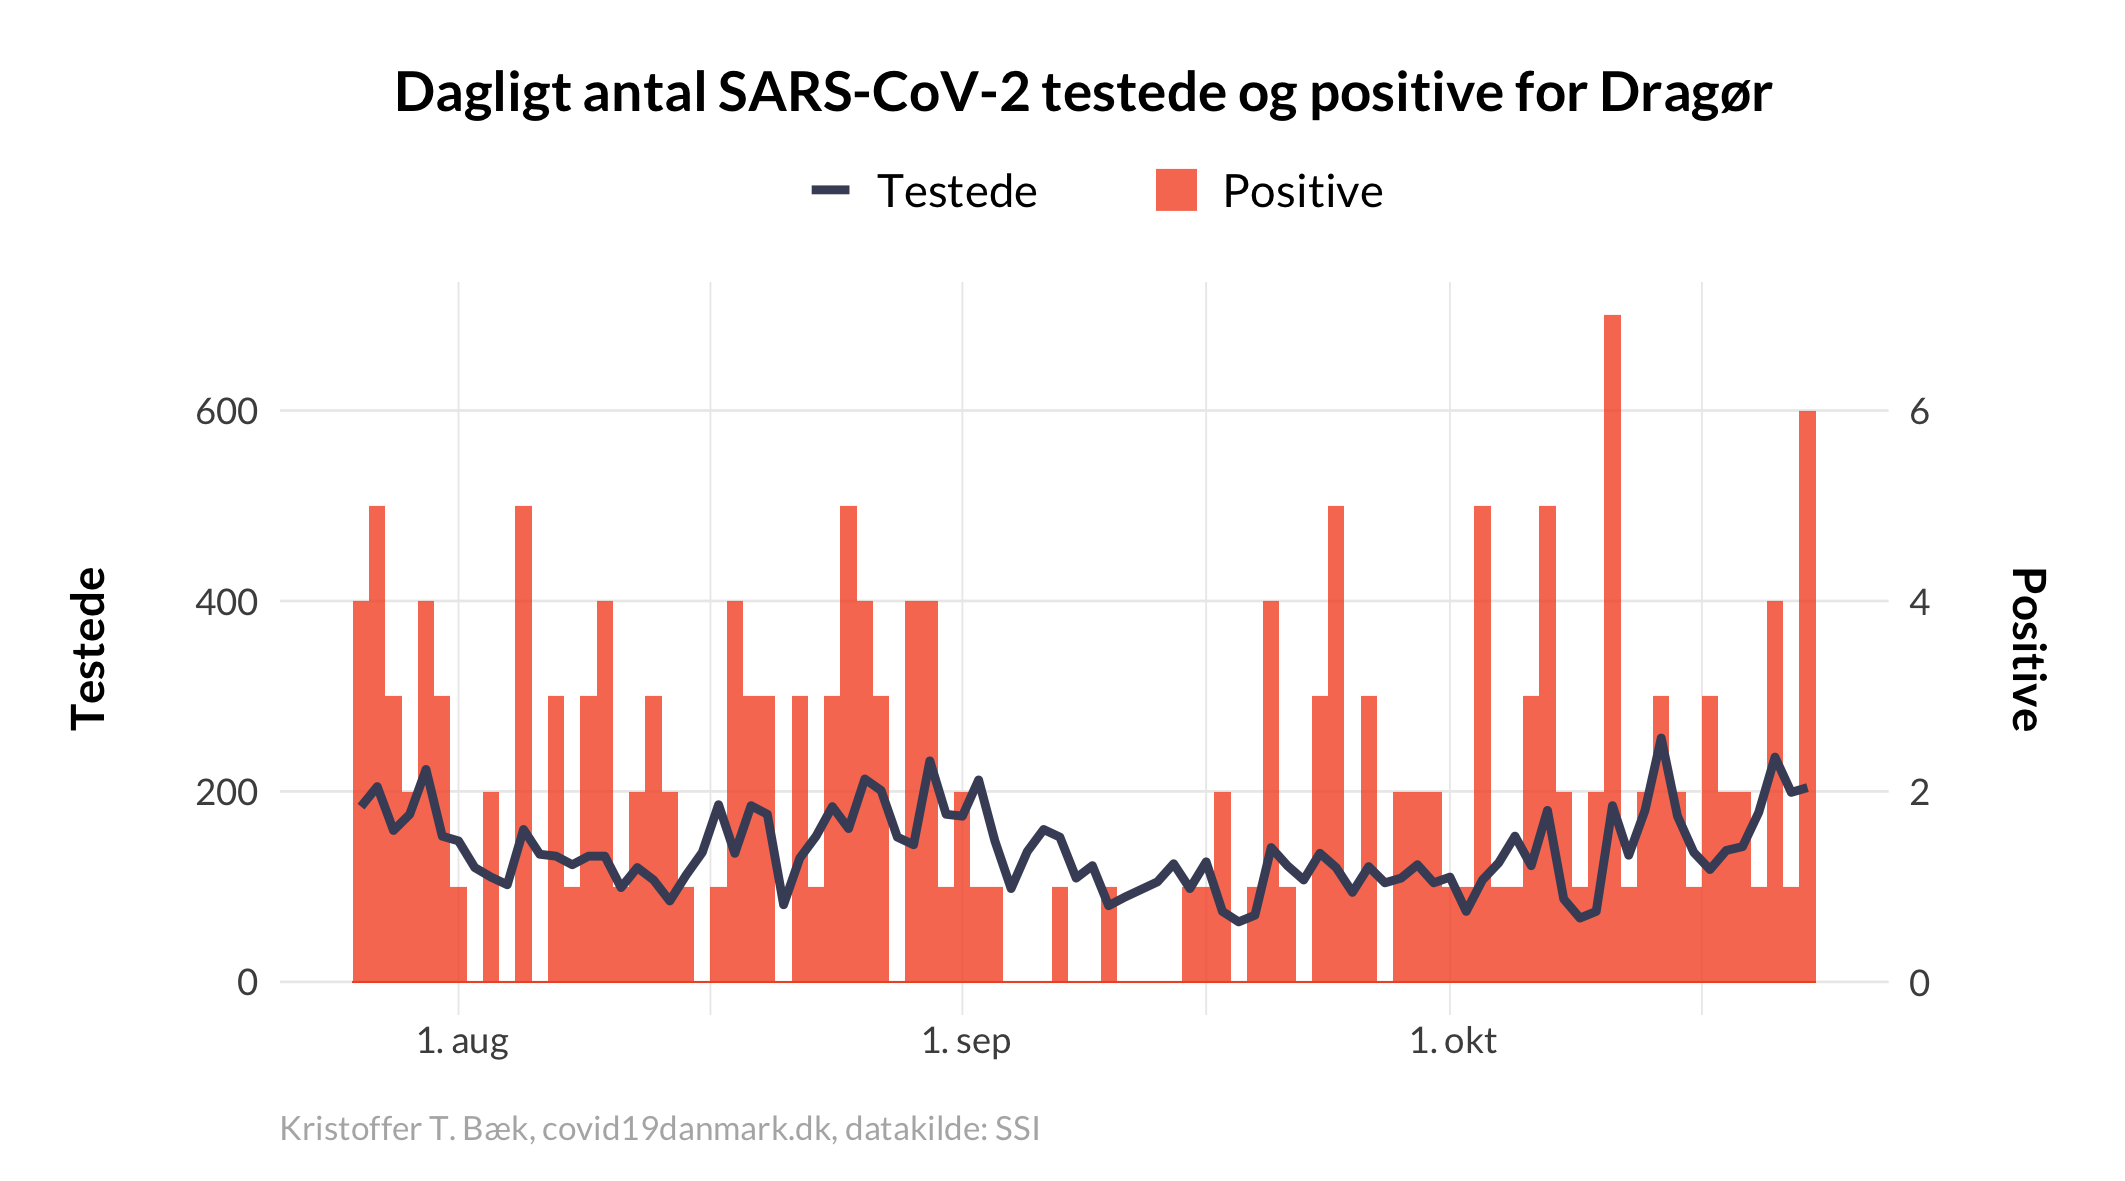 Dagligt antal SARS-CoV-2 testede og positive for Dragør
Testede
Positive
600
400
200
0
6
4
2
0
Testede
Positive
1. aug
1. sep
1. okt
Kristoffer T. Bæk, covid19danmark.dk, datakilde: SSI